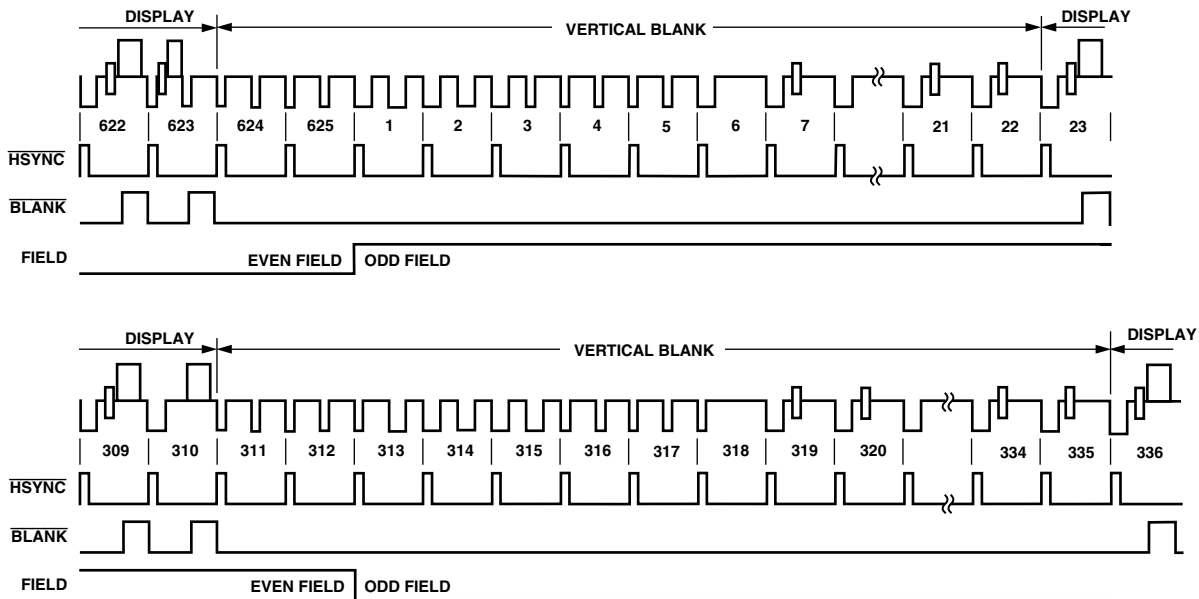 DISPLAY VERTICAL BLANK DISPLAY
622 623 624 625 1 2 3 4 5 6 7 21 22 23
HSYNC
BLANK
FIELD EVEN FIELD ODD FIELD
DISPLAY VERTICAL BLANK DISPLAY
309 310 311 312 313 314 315 316 317 318 319 320 334 335 336
HSYNC
BLANK
FIELD EVEN FIELD ODD FIELD